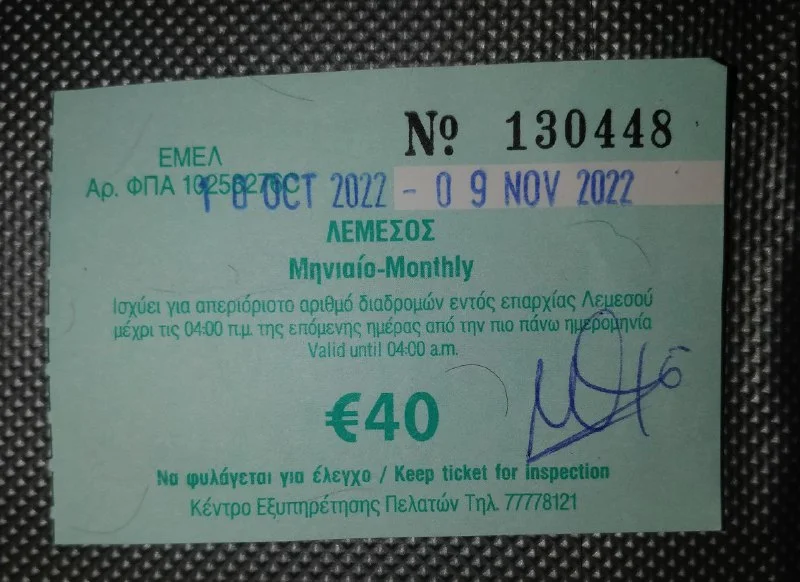 Nº 130448
ΕΜΕΛ
Αρ. ΦΠΑ 10256276C
10 OCT 2022 - 09 NOV 2022
ΛΕΜΕΣΟΣ
Μηνιαίο-Monthly
Ισχύει για απεριόριστο αριθμό διαδρομών εντός επαρχίας Λεμεσού
μέχρι τις 04:00 π.μ. της επόμενης ημέρας από την πιο πάνω ημερομηνία
Valid until 04:00 a.m.
€40
Να φυλάγεται για έλεγχο / Keep ticket for inspection
Κέντρο Εξυπηρέτησης Πελατών Τηλ. 77778121